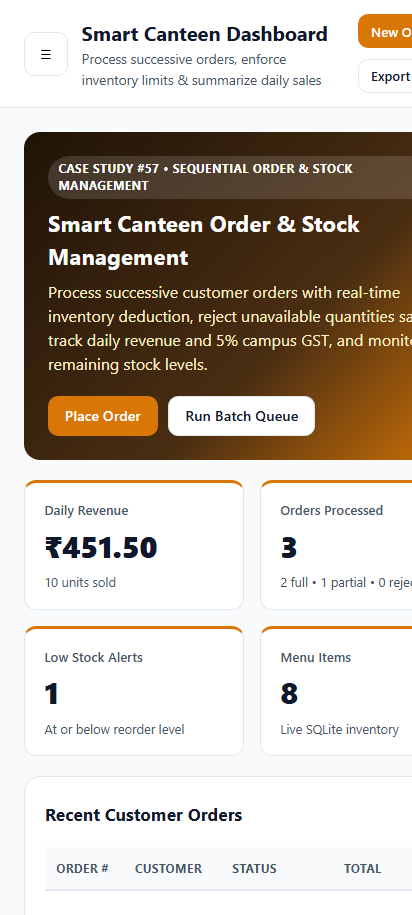 ☰
Smart Canteen Dashboard
Process successive orders, enforce
inventory limits & summarize daily sales
New O
Export
CASE STUDY #57 • SEQUENTIAL ORDER & STOCK
MANAGEMENT
Smart Canteen Order & Stock
Management
Process successive customer orders with real-time
inventory deduction, reject unavailable quantities sa
track daily revenue and 5% campus GST, and monit
remaining stock levels.
Place Order
Run Batch Queue
Daily Revenue
₹451.50
10 units sold
Orders Processed
3
2 full • 1 partial • 0 reje
Low Stock Alerts
1
At or below reorder level
Menu Items
8
Live SQLite inventory
Recent Customer Orders
ORDER # CUSTOMER STATUS TOTAL